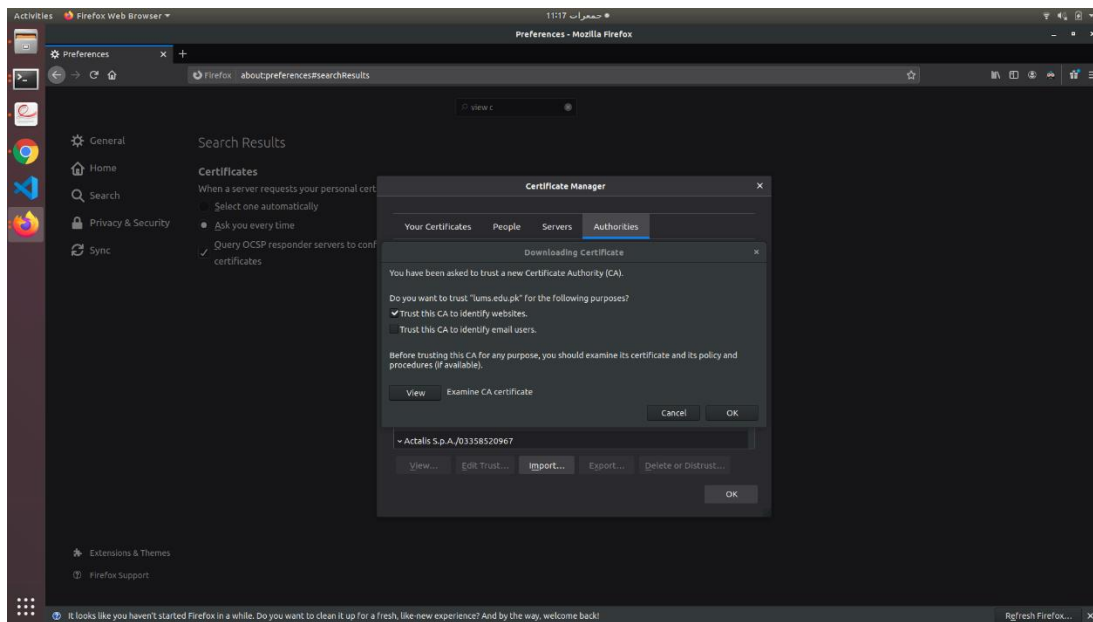 Activities Firefox Web Browser
جمعرات 11:17
Preferences - Mozilla Firefox
Preferences
Firefox about:preferences#searchResults
view c
General
Home
Search
Privacy & Security
Sync
Search Results
Certificates
When a server requests your personal cert
Select one automatically
Ask you every time
Query OCSP responder servers to conf
certificates
Certificate Manager
Your Certificates People Servers Authorities
Downloading Certificate
You have been asked to trust a new Certificate Authority (CA).
Do you want to trust "lums.edu.pk" for the following purposes?
Trust this CA to identify websites.
Trust this CA to identify email users.
Before trusting this CA for any purpose, you should examine its certificate and its policy and
procedures (if available).
View Examine CA certificate
Cancel OK
Actalis S.p.A./03358520967
View... Edit Trust... Import... Export... Delete or Distrust...
OK
Extensions & Themes
Firefox Support
It looks like you haven't started Firefox in a while. Do you want to clean it up for a fresh, like-new experience? And by the way, welcome back!
Refresh Firefox...